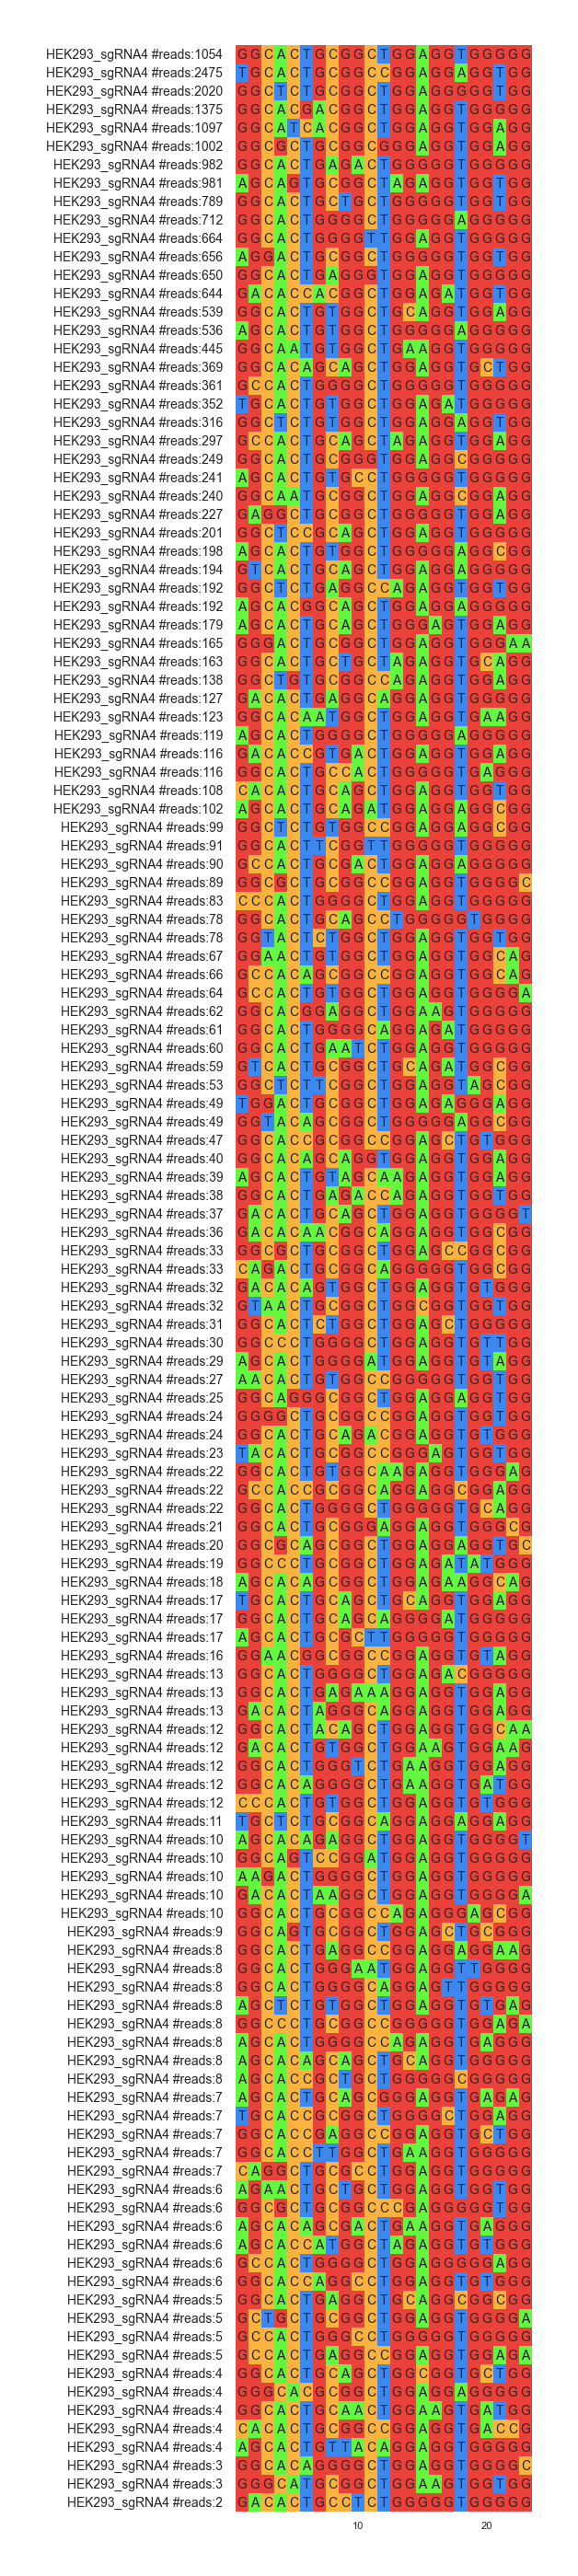 HEK293_sgRNA4 #reads:1054 GGCACTGCGGCTGGAGGTGGGGG
HEK293_sgRNA4 #reads:2475 TGCACTGCGGCCGGAGGAGGTGG
HEK293_sgRNA4 #reads:2020 GGCTCTGCGGCTGGAGGGGGTGG
HEK293_sgRNA4 #reads:1375 GGCACGACGGCTGGAGGTGGGGG
HEK293_sgRNA4 #reads:1097 GGCATCACGGCTGGAGGTGGAGG
HEK293_sgRNA4 #reads:1002 GGCGCTGCGGCGGGAGGTGGAGG
HEK293_sgRNA4 #reads:982 GGCACTGAGACTGGGGGTGGGGG
HEK293_sgRNA4 #reads:981 AGCAGTGCGGCTAGAGGTGGTGG
HEK293_sgRNA4 #reads:789 GGCACTGCTGCTGGGGGTGGTGG
HEK293_sgRNA4 #reads:712 GGCACTGGGGCTGGGGGAGGGGG
HEK293_sgRNA4 #reads:664 GGCACTGGGGTTGGAGGTGGGGG
HEK293_sgRNA4 #reads:656 AGGACTGCGGCTGGGGGTGGTGG
HEK293_sgRNA4 #reads:650 GGCACTGAGGGTGGAGGTGGGGG
HEK293_sgRNA4 #reads:644 GACACCACGGCTGGAGATGGTGG
HEK293_sgRNA4 #reads:539 GGCACTGTGGCTGCAGGTGGAGG
HEK293_sgRNA4 #reads:536 AGCACTGTGGCTGGGGGAGGGGG
HEK293_sgRNA4 #reads:445 GGCAATGTGGCTGAAGGTGGGGG
HEK293_sgRNA4 #reads:369 GGCACAGCAGCTGGAGGTGCTGG
HEK293_sgRNA4 #reads:361 GCCACTGGGGCTGGGGGTGGGGG
HEK293_sgRNA4 #reads:352 TGCACTGTGGCTGGAGATGGGGG
HEK293_sgRNA4 #reads:316 GGCTCTGTGGCTGGAGGAGGTGG
HEK293_sgRNA4 #reads:297 GCCACTGCAGCTAGAGGTGGAGG
HEK293_sgRNA4 #reads:249 GGCACTGCGGGTGGAGGCGGGGG
HEK293_sgRNA4 #reads:241 AGCACTGTGCCTGGGGGTGGGGG
HEK293_sgRNA4 #reads:240 GGCAATGCGGCTGGAGGCGGAGG
HEK293_sgRNA4 #reads:227 GAGGCTGCGGCTGGGGGTGGAGG
HEK293_sgRNA4 #reads:201 GGCTCCGCAGCTGGAGGTGGGGG
HEK293_sgRNA4 #reads:198 AGCACTGTGGCTGGGGGAGGCGG
HEK293_sgRNA4 #reads:194 GTCACTGCAGCTGGAGGAGGGGG
HEK293_sgRNA4 #reads:192 GGCTCTGAGGCCAGAGGTGGTGG
HEK293_sgRNA4 #reads:192 AGCACGGCAGCTGGAGGAGGGGG
HEK293_sgRNA4 #reads:179 AGCACTGCAGCTGGGAGTGGAGG
HEK293_sgRNA4 #reads:165 GGGACTGCGGCTGGAGGTGGGAA
HEK293_sgRNA4 #reads:163 GGCACTGCTGCTAGAGGTGCAGG
HEK293_sgRNA4 #reads:138 GGCTGTGCGGCCAGAGGTGGAGG
HEK293_sgRNA4 #reads:127 GACACTGAGGCAGGAGGTGGGGG
HEK293_sgRNA4 #reads:123 GGCACAATGGCTGGAGGTGAAGG
HEK293_sgRNA4 #reads:119 AGCACTGGGGCTGGGGGAGGGGG
HEK293_sgRNA4 #reads:116 GACACCGTGACTGGAGGTGGAGG
HEK293_sgRNA4 #reads:116 GGCACTGCCACTGGGGGTGAGGG
HEK293_sgRNA4 #reads:108 CACACTGCAGCTGGAGGTGGTGG
HEK293_sgRNA4 #reads:102 AGCACTGCAGATGGAGGAGGCGG
HEK293_sgRNA4 #reads:99 GGCTCTGTGGCCGGAGGAGGCGG
HEK293_sgRNA4 #reads:91 GGCACTTCGGTTGGGGGTGGGGG
HEK293_sgRNA4 #reads:90 GCCACTGCGACTGGAGGAGGGGG
HEK293_sgRNA4 #reads:89 GGCGCTGCGGCCGGAGGTGGGGC
HEK293_sgRNA4 #reads:83 CCCACTGGGGCTGGAGGTGGGGG
HEK293_sgRNA4 #reads:78 GGCACTGCAGCCTGGGGGTGGGG
HEK293_sgRNA4 #reads:78 GGTACTCTGGCTGGAGGTGGTGG
HEK293_sgRNA4 #reads:67 GGAACTGTGGCTGGAGGTGGCAG
HEK293_sgRNA4 #reads:66 GCCACAGCGGCCGGAGGTGGCAG
HEK293_sgRNA4 #reads:64 GCCACTGTGGCTGGAGGTGGGGA
HEK293_sgRNA4 #reads:62 GGCACGGAGGCTGGAAGTGGGGG
HEK293_sgRNA4 #reads:61 GGCACTGGGGCAGGAGATGGGGG
HEK293_sgRNA4 #reads:60 GGCACTGAATCTGGAGGTGGGGG
HEK293_sgRNA4 #reads:59 GTCACTGCGGCTGCAGATGGCGG
HEK293_sgRNA4 #reads:53 GGCTCTTCGGCTGGAGGTAGCGG
HEK293_sgRNA4 #reads:49 TGGACTGCGGCTGGAGAGGGAGG
HEK293_sgRNA4 #reads:49 GGTACAGCGGCTGGGGGAGGCGG
HEK293_sgRNA4 #reads:47 GGCACCGCGGCCGGAGCTGTGGG
HEK293_sgRNA4 #reads:40 GGCACAGCAGGTGGAGGTGGAGG
HEK293_sgRNA4 #reads:39 AGCACTGTAGCAAGAGGTGGAGG
HEK293_sgRNA4 #reads:38 GGCACTGAGACCAGAGGTGGTGG
HEK293_sgRNA4 #reads:37 GACACTGCAGCTGGAGGTGGGGT
HEK293_sgRNA4 #reads:36 GACACAACGGCAGGAGGTGGCGG
HEK293_sgRNA4 #reads:33 GGCGCTGCGGCTGGAGCCGGCGG
HEK293_sgRNA4 #reads:33 CAGACTGCGGCAGGGGGTGGCGG
HEK293_sgRNA4 #reads:32 GACACAGTGGCTGGAGGTGTGGG
HEK293_sgRNA4 #reads:32 GTAACTGCGGCTGGCGGTGGTGG
HEK293_sgRNA4 #reads:31 GGCACTCTGGCTGGAGCTGGGGG
HEK293_sgRNA4 #reads:30 GGCCCTGGGGCTGGAGGTGTTGG
HEK293_sgRNA4 #reads:29 AGCACTGGGGATGGAGGTGTAGG
HEK293_sgRNA4 #reads:27 AACACTGTGGCCGGGGGTGGTGG
HEK293_sgRNA4 #reads:25 GGCAGGGCGGCTGGAGGAGGTGG
HEK293_sgRNA4 #reads:24 GGGGCTGCGGCCGGAGGTGGTGG
HEK293_sgRNA4 #reads:24 GGCACTGCAGACGGAGGTGTGGG
HEK293_sgRNA4 #reads:23 TACACTGCGGCCGGGAGTGGTGG
HEK293_sgRNA4 #reads:22 GGCACTGTGGCAAGAGGTGGGAG
HEK293_sgRNA4 #reads:22 GCCACCGCGGCAGGAGGCGGAGG
HEK293_sgRNA4 #reads:22 GGCACTGGGGCTGGGGGTGCAGG
HEK293_sgRNA4 #reads:21 GGCACTGCGGGAGGAGGTGGGCG
HEK293_sgRNA4 #reads:20 GGCGCAGCGGCTGGAGGAGGTGC
HEK293_sgRNA4 #reads:19 GGCCCTGCGGCTGGAGATATGGG
HEK293_sgRNA4 #reads:18 AGCACAGCGGCTGGAGAAGGCAG
HEK293_sgRNA4 #reads:17 TGCACTGCAGCTGCAGGTGGAGG
HEK293_sgRNA4 #reads:17 GGCACTGCAGCAGGGGATGGGGG
HEK293_sgRNA4 #reads:17 AGCACTGCGCTTGGGGGTGGGGG
HEK293_sgRNA4 #reads:16 GGAACGGCGGCCGGAGGTGTAGG
HEK293_sgRNA4 #reads:13 GGCACTGGGGCTGGAGACGGGGG
HEK293_sgRNA4 #reads:13 GGCACTGAGAAAGGAGGTGGAGG
HEK293_sgRNA4 #reads:13 GACACTAGGGCAGGAGGTGGGGG
HEK293_sgRNA4 #reads:12 GGCACTACAGCTGGAGGTGGCAA
HEK293_sgRNA4 #reads:12 GACACTGTGGCTGGAAGTGGAAG
HEK293_sgRNA4 #reads:12 GGCACTGGGTCTGAAGGTGGAGG
HEK293_sgRNA4 #reads:12 GGCACAGGGGCTGAAGGTGATGG
HEK293_sgRNA4 #reads:12 CCCACTGTGGCTGGAGGTGTGGG
HEK293_sgRNA4 #reads:11 TGCTCTGCGGCAGGAGGAGGAGG
HEK293_sgRNA4 #reads:10 AGCACAGAGGCTGGAGGTGGGGT
HEK293_sgRNA4 #reads:10 GGCAGTCCGGATGGAGGTGGGGG
HEK293_sgRNA4 #reads:10 AAGACTGGGGCTGGAGGTGGGGG
HEK293_sgRNA4 #reads:10 GACACTAAGGCTGGAGGTGGGGA
HEK293_sgRNA4 #reads:10 GGCACTGCGGCCAGAGGGAGCGG
HEK293_sgRNA4 #reads:9 GGCAGTGCGGCTGGAGCTGCGGG
HEK293_sgRNA4 #reads:8 GGCACTGAGGCCGGAGGAGGAAG
HEK293_sgRNA4 #reads:8 GGCACTGGGAATGGAGGTTGGGG
HEK293_sgRNA4 #reads:8 GGCACTGGGGCAGGAGTTGGGGG
HEK293_sgRNA4 #reads:8 AGCTCTGTGGCTGGAGGTGTGAG
HEK293_sgRNA4 #reads:8 GGCCCTGCGGCCGGGGGTGGAGA
HEK293_sgRNA4 #reads:8 AGCACTGGGGCCAGAGGTGAGGG
HEK293_sgRNA4 #reads:8 AGCACAGCAGCTGCAGGTGGGGG
HEK293_sgRNA4 #reads:8 AGCACCGCTGCTGGGGGCGGGGG
HEK293_sgRNA4 #reads:7 AGCACTGCAGCGGGAGGTGAGAG
HEK293_sgRNA4 #reads:7 TGCACCGCGGCTGGGGCTGGAGG
HEK293_sgRNA4 #reads:7 GGCACCGAGGCCGGAGGTGCTGG
HEK293_sgRNA4 #reads:7 GGCACCTTGGCTGAAGGTGGGGG
HEK293_sgRNA4 #reads:7 CAGGCTGCGCCTGGAGGTGGGGG
HEK293_sgRNA4 #reads:6 AGAACTGCTGCTGGAGGTGGTGG
HEK293_sgRNA4 #reads:6 GGCGCTGCGGCCCGAGGGGGTGG
HEK293_sgRNA4 #reads:6 AGCACAGCGACTGAAGGTGAGGG
HEK293_sgRNA4 #reads:6 AGCACCATGGCTAGAGGTGTGGG
HEK293_sgRNA4 #reads:6 GCCACTGGGGCTGGAGGGGGAGG
HEK293_sgRNA4 #reads:6 GGCACCAGGCCTGGAGGTGTGGG
HEK293_sgRNA4 #reads:5 GGCACTGAGGCTGCAGGCGGCGG
HEK293_sgRNA4 #reads:5 GCTGCTGCGGCTGGAGGTGGGGA
HEK293_sgRNA4 #reads:5 GCCACTGGGCCTGGGGGTGGGGG
HEK293_sgRNA4 #reads:5 GCCACTGAGGCCGGAGGTGGAGA
HEK293_sgRNA4 #reads:4 GGCACTGCAGCTGGCGGTGCTGG
HEK293_sgRNA4 #reads:4 GGGCACGCGGCTGGAGGAGGGGG
HEK293_sgRNA4 #reads:4 GGCACTGCAACTGGAAGTGATGG
HEK293_sgRNA4 #reads:4 CACACTGCGGCCGGAGGTGACCG
HEK293_sgRNA4 #reads:4 AGCACTGTTACAGGAGGTGGGGG
HEK293_sgRNA4 #reads:3 GGCACAGGGGCTGGAGGTGGGGC
HEK293_sgRNA4 #reads:3 GGGCATGCGGCTGGAAGTGGTGG
HEK293_sgRNA4 #reads:2 GACACTGCCTCTGGGGGTGGGGG
10 20